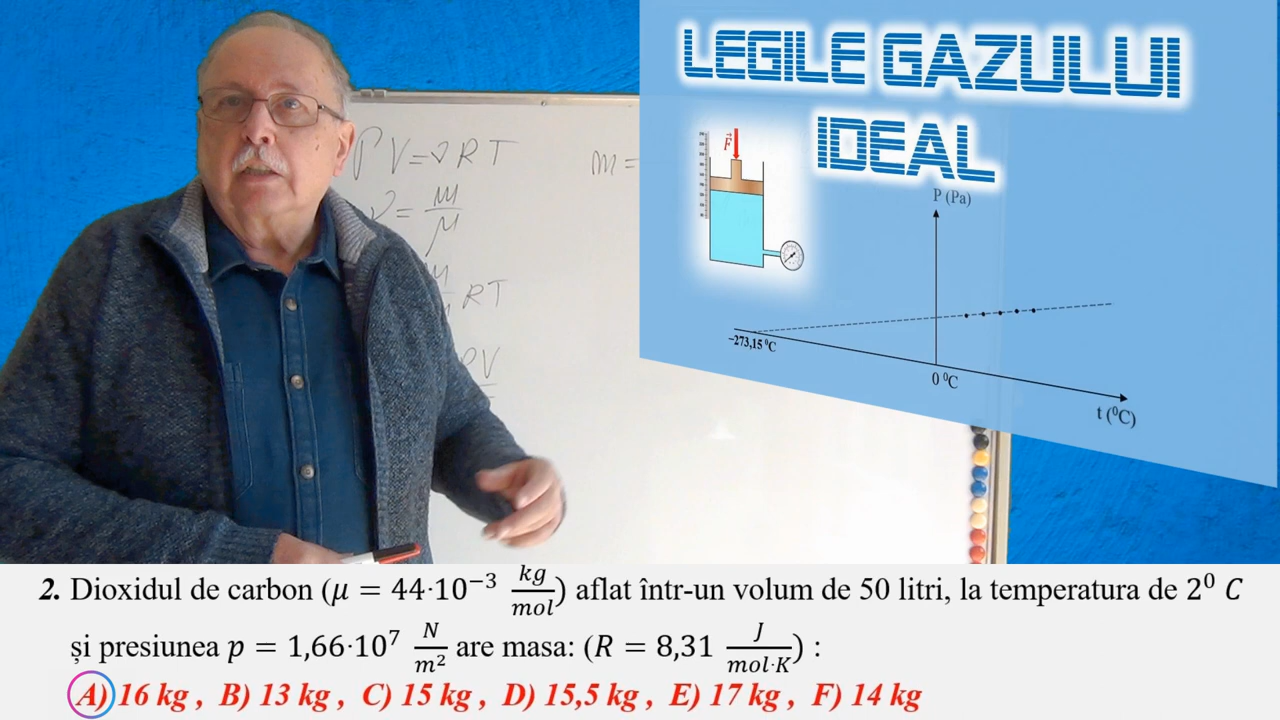 LEGILE GAZULUI
IDEAL
F⃗
P (Pa)
−273,15 ⁰C
0 ⁰C
t (⁰C)
PV=νRT
m=
ν = m/μ
RT
PV
2. Dioxidul de carbon (μ = 44·10⁻³ kg/mol) aflat într-un volum de 50 litri, la temperatura de 2⁰ C
și presiunea p = 1,66·10⁷ N/m² are masa: (R = 8,31 J/mol·K) :
A) 16 kg , B) 13 kg , C) 15 kg , D) 15,5 kg , E) 17 kg , F) 14 kg